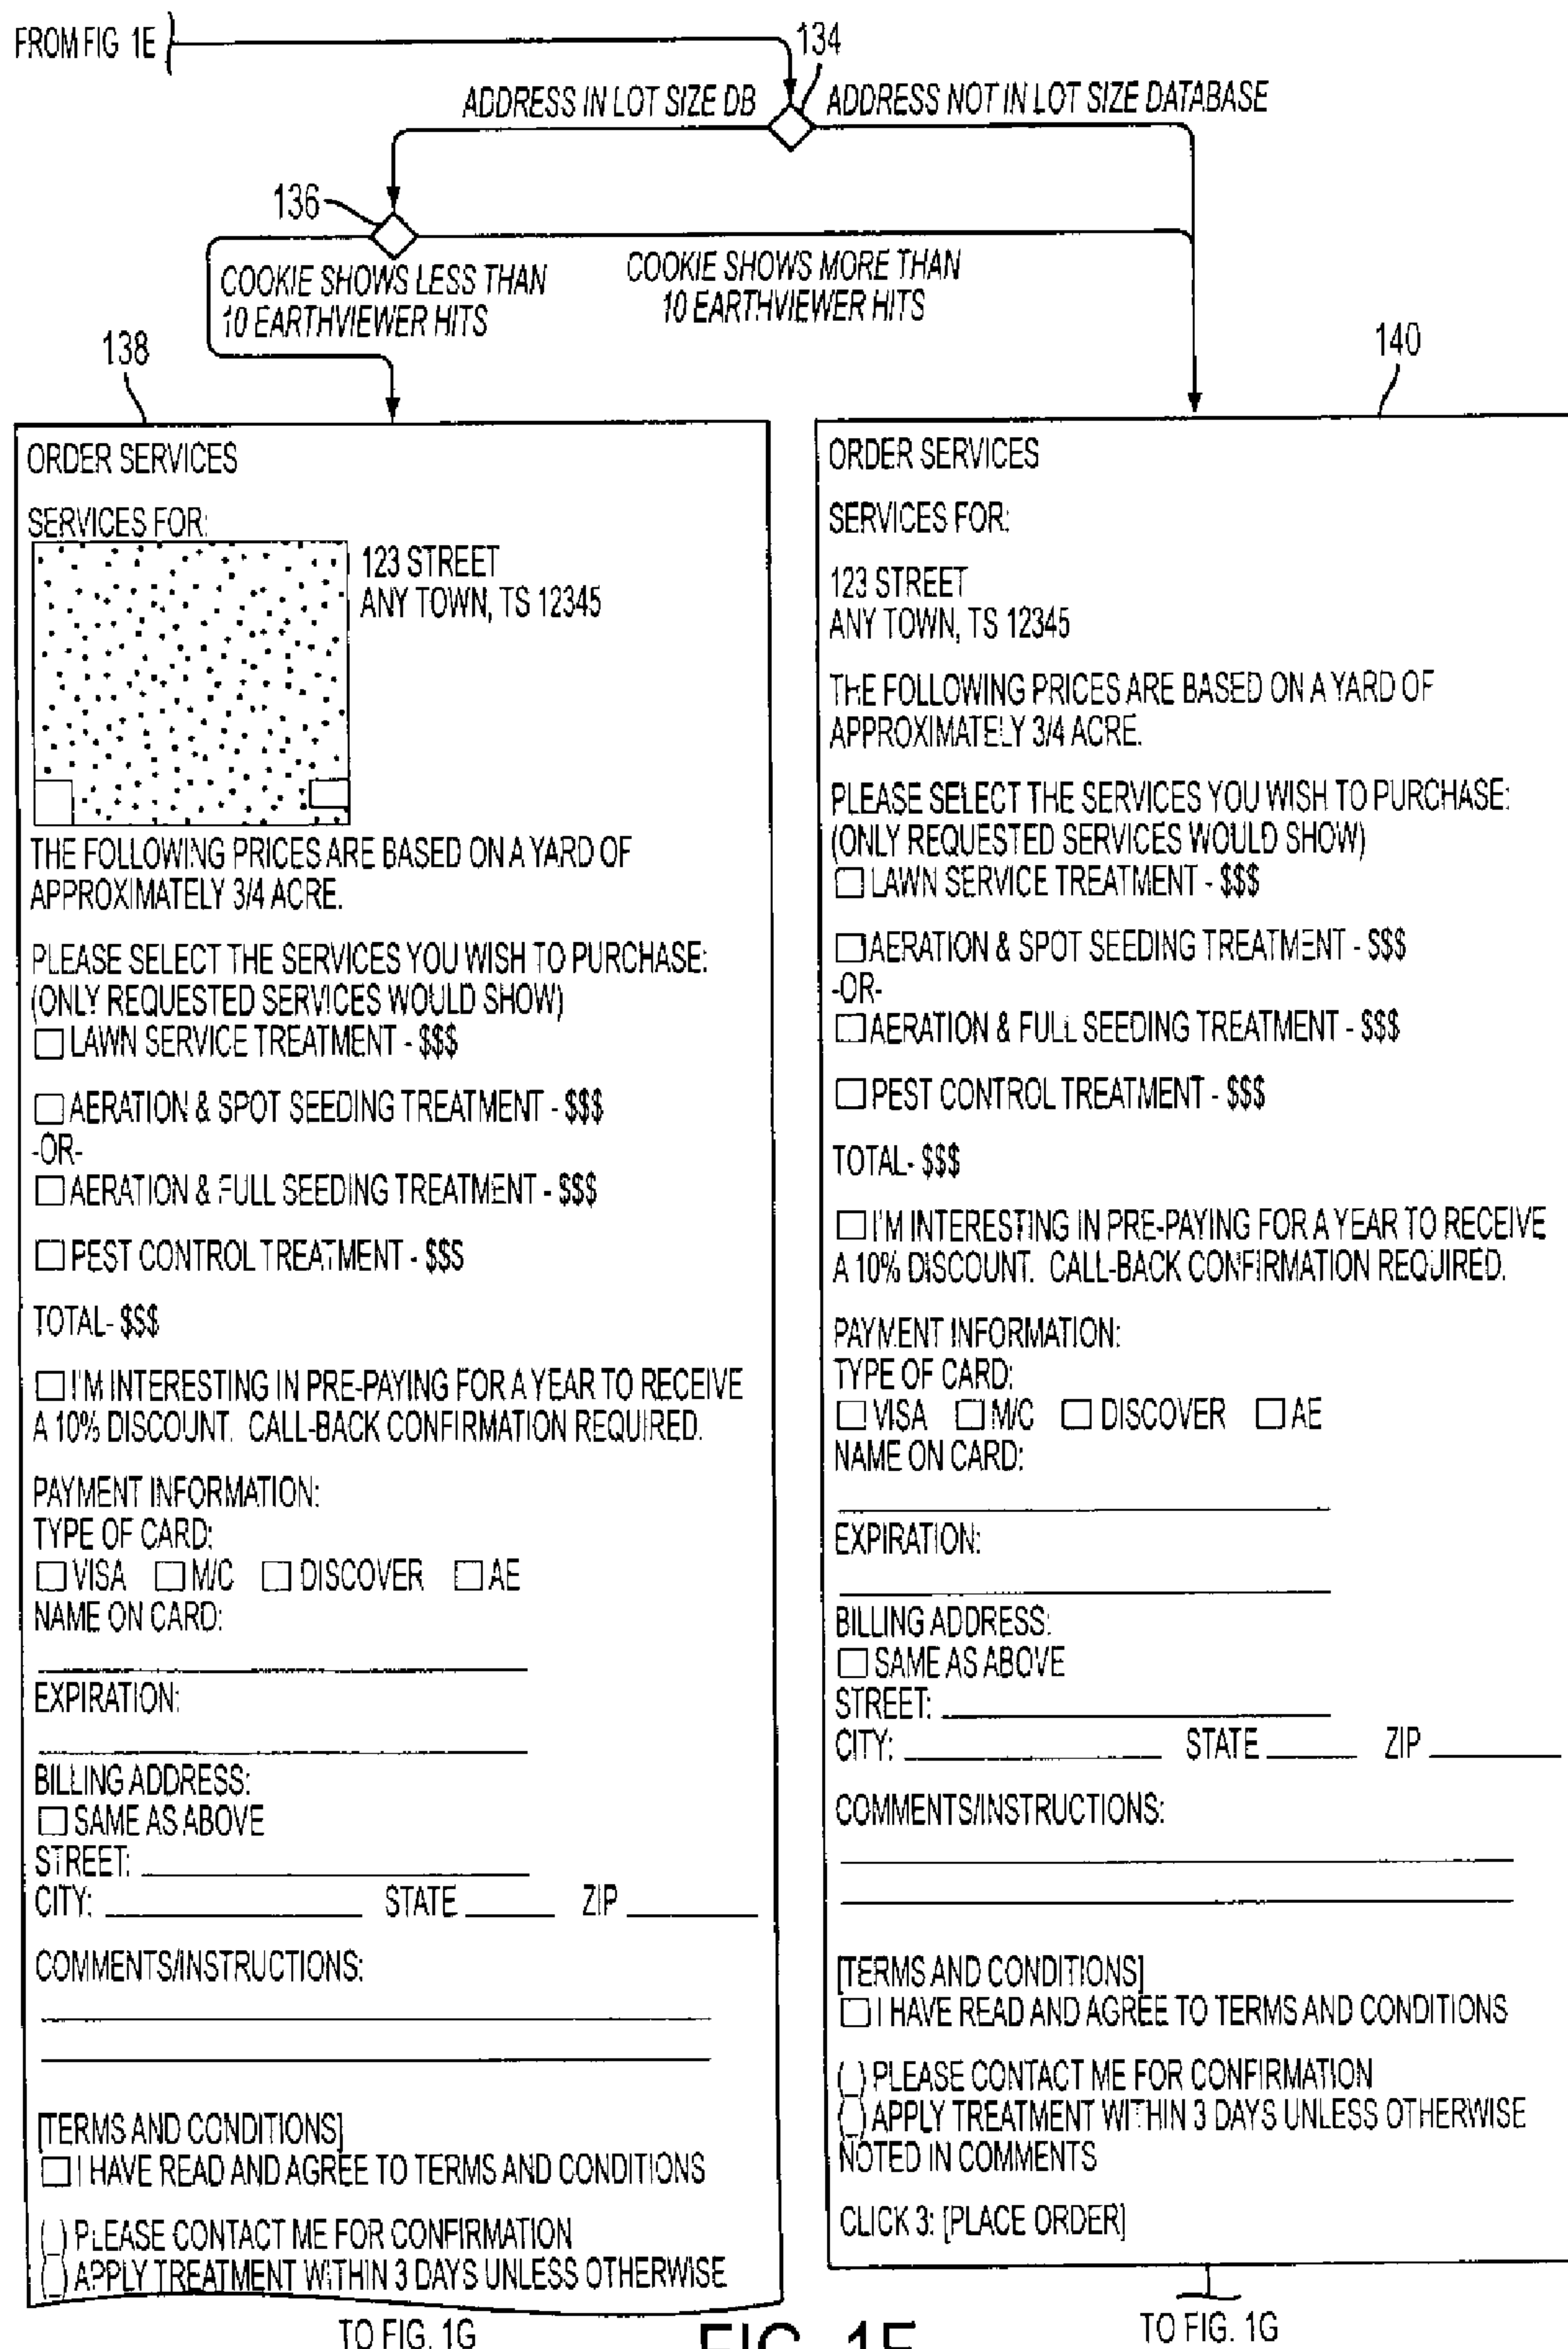 FROM FIG 1E
134
ADDRESS IN LOT SIZE DB
ADDRESS NOT IN LOT SIZE DATABASE
136
COOKIE SHOWS LESS THAN
10 EARTHVIEWER HITS
COOKIE SHOWS MORE THAN
10 EARTHVIEWER HITS
138
ORDER SERVICES
SERVICES FOR:
123 STREET
ANY TOWN, TS 12345
THE FOLLOWING PRICES ARE BASED ON A YARD OF
APPROXIMATELY 3/4 ACRE.
PLEASE SELECT THE SERVICES YOU WISH TO PURCHASE:
(ONLY REQUESTED SERVICES WOULD SHOW)
LAWN SERVICE TREATMENT - $$$
AERATION & SPOT SEEDING TREATMENT - $$$
-OR-
AERATION & FULL SEEDING TREATMENT - $$$
PEST CONTROL TREATMENT - $$$
TOTAL- $$$
I'M INTERESTING IN PRE-PAYING FOR A YEAR TO RECEIVE
A 10% DISCOUNT. CALL-BACK CONFIRMATION REQUIRED.
PAYMENT INFORMATION:
TYPE OF CARD:
VISA M/C DISCOVER AE
NAME ON CARD:
EXPIRATION:
BILLING ADDRESS:
SAME AS ABOVE
STREET:
CITY: STATE ZIP
COMMENTS/INSTRUCTIONS:
[TERMS AND CONDITIONS]
I HAVE READ AND AGREE TO TERMS AND CONDITIONS
(_) PLEASE CONTACT ME FOR CONFIRMATION
(_) APPLY TREATMENT WITHIN 3 DAYS UNLESS OTHERWISE
TO FIG. 1G
140
ORDER SERVICES
SERVICES FOR:
123 STREET
ANY TOWN, TS 12345
THE FOLLOWING PRICES ARE BASED ON A YARD OF
APPROXIMATELY 3/4 ACRE.
PLEASE SELECT THE SERVICES YOU WISH TO PURCHASE:
(ONLY REQUESTED SERVICES WOULD SHOW)
LAWN SERVICE TREATMENT - $$$
AERATION & SPOT SEEDING TREATMENT - $$$
-OR-
AERATION & FULL SEEDING TREATMENT - $$$
PEST CONTROL TREATMENT - $$$
TOTAL- $$$
I'M INTERESTING IN PRE-PAYING FOR A YEAR TO RECEIVE
A 10% DISCOUNT. CALL-BACK CONFIRMATION REQUIRED.
PAYMENT INFORMATION:
TYPE OF CARD:
VISA M/C DISCOVER AE
NAME ON CARD:
EXPIRATION:
BILLING ADDRESS:
SAME AS ABOVE
STREET:
CITY: STATE ZIP
COMMENTS/INSTRUCTIONS:
[TERMS AND CONDITIONS]
I HAVE READ AND AGREE TO TERMS AND CONDITIONS
(_) PLEASE CONTACT ME FOR CONFIRMATION
(_) APPLY TREATMENT WITHIN 3 DAYS UNLESS OTHERWISE
NOTED IN COMMENTS
CLICK 3: [PLACE ORDER]
TO FIG. 1G